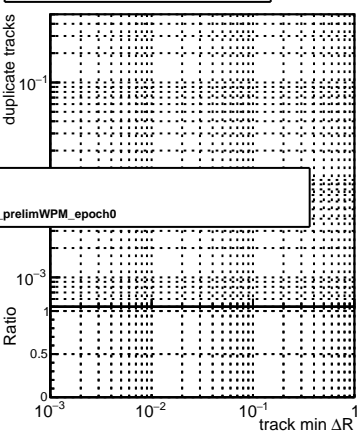 duplicate tracks
10⁻¹
_prelimWPM_epoch0
10⁻³
Ratio
1
0.5
0
10⁻³ 10⁻² 10⁻¹ 1
track min ΔR